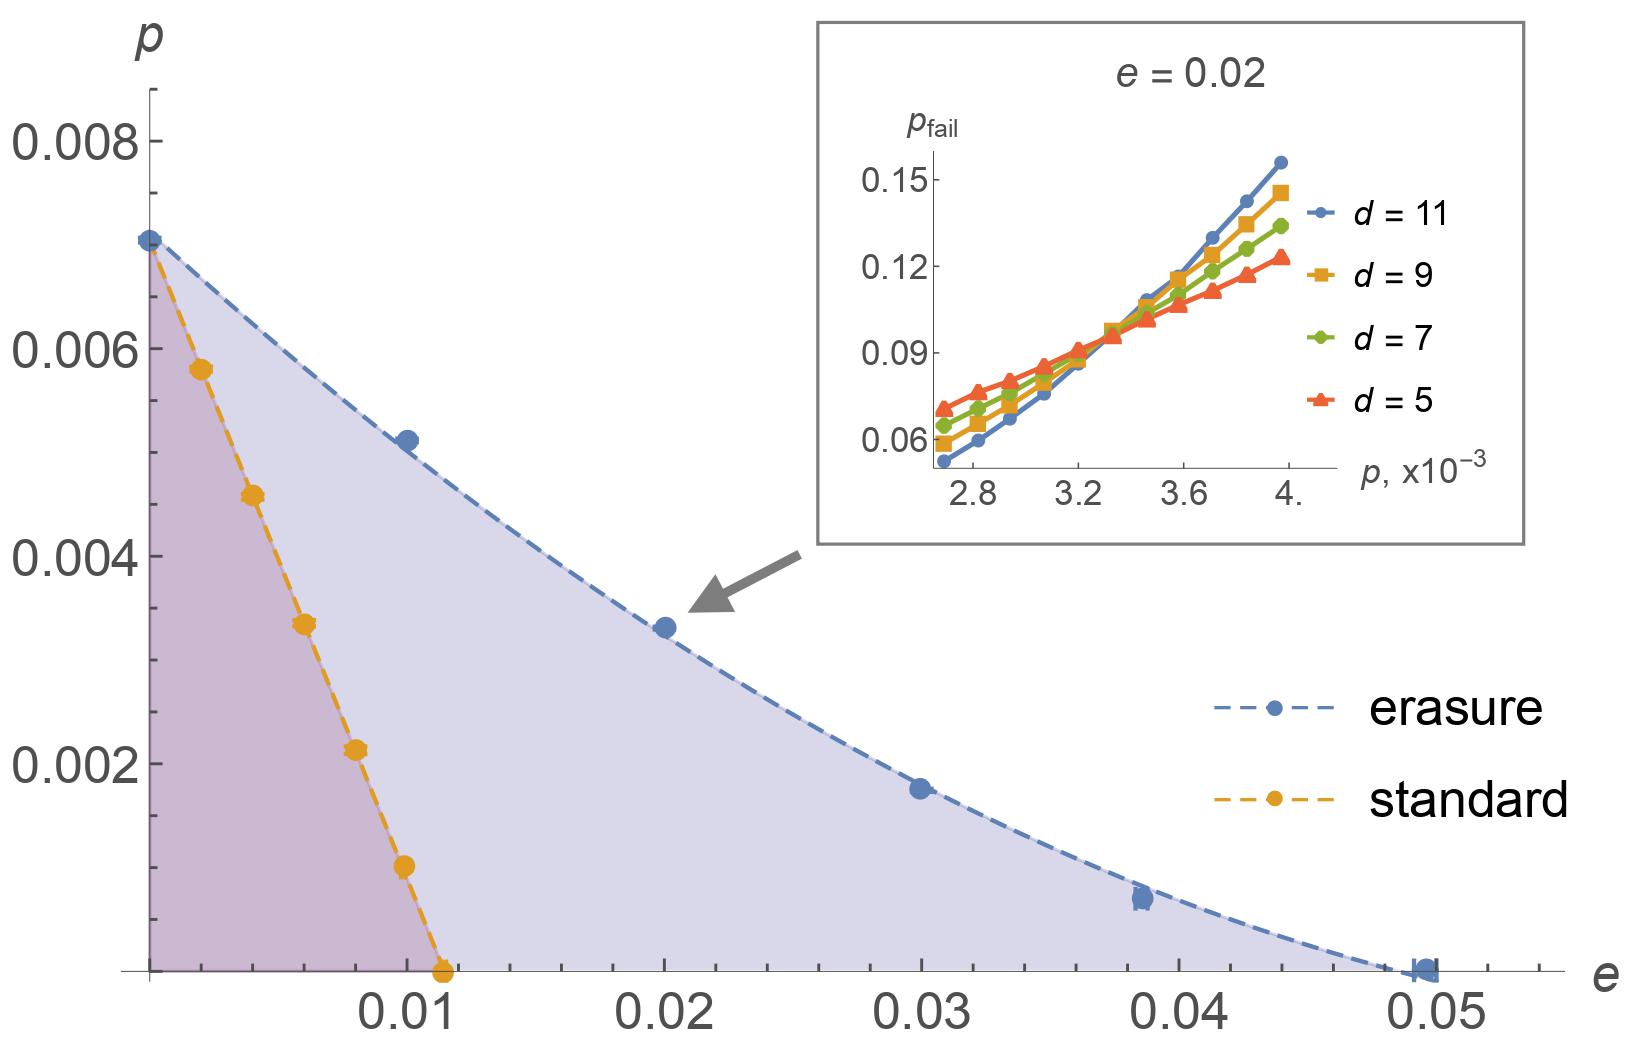 p
0.008
0.006
0.004
0.002
0.01 0.02 0.03 0.04 0.05
e
e = 0.02
pfail
0.15
0.12
0.09
0.06
2.8 3.2 3.6 4.
p, x10−3
d = 11
d = 9
d = 7
d = 5
erasure
standard